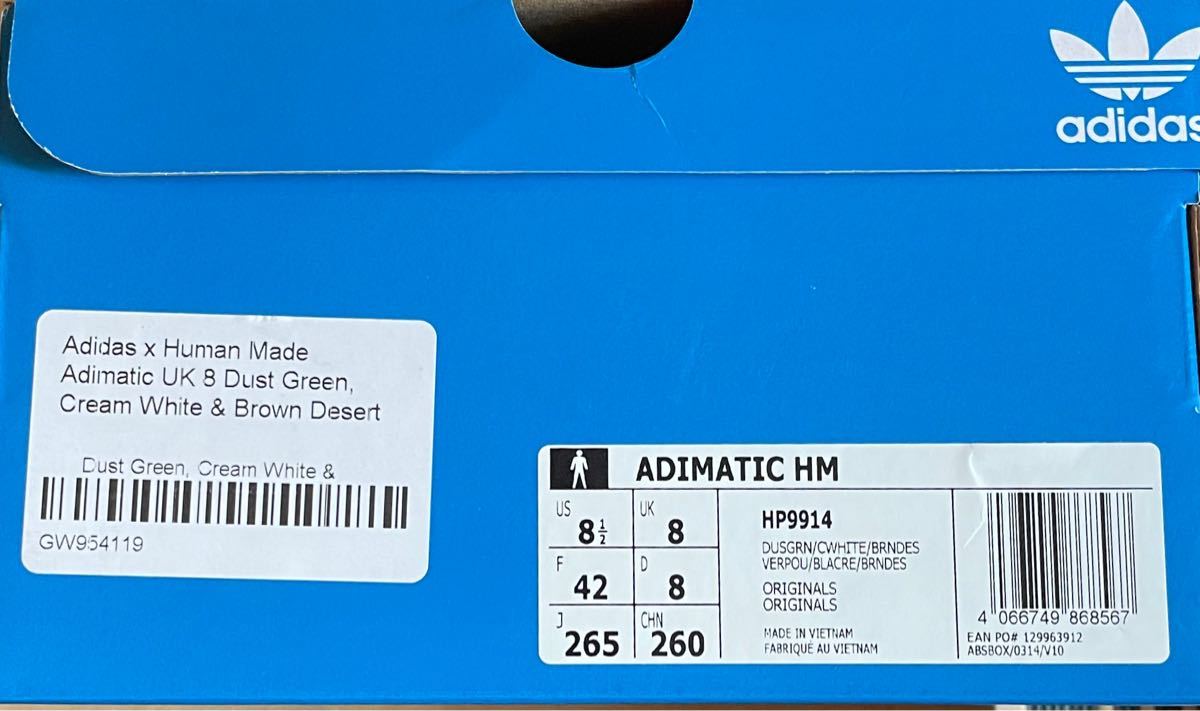 adidas
Adidas x Human Made
Adimatic UK 8 Dust Green,
Cream White & Brown Desert
Dust Green, Cream White &
GW954119
ADIMATIC HM
US 8½ UK 8
F 42 D 8
J 265 CHN 260
HP9914
DUSGRN/CWHITE/BRNDES
VERPOU/BLACRE/BRNDES
ORIGINALS
ORIGINALS
MADE IN VIETNAM
FABRIQUÉ AU VIETNAM
4 066749 868567
EAN PO# 129963912
ABSBOX/0314/V10